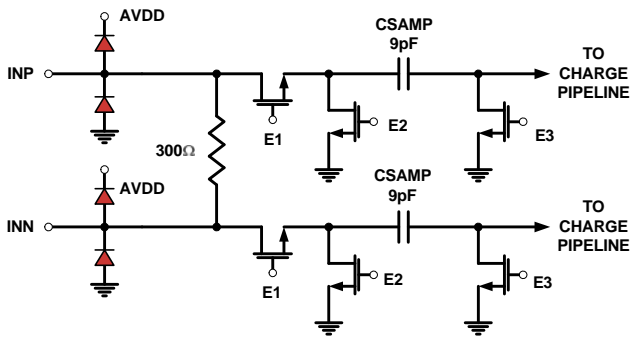 AVDD
CSAMP
9pF
TO
CHARGE
PIPELINE
INP
E1
E2
E3
300Ω
AVDD
CSAMP
9pF
TO
CHARGE
PIPELINE
INN
E1
E2
E3